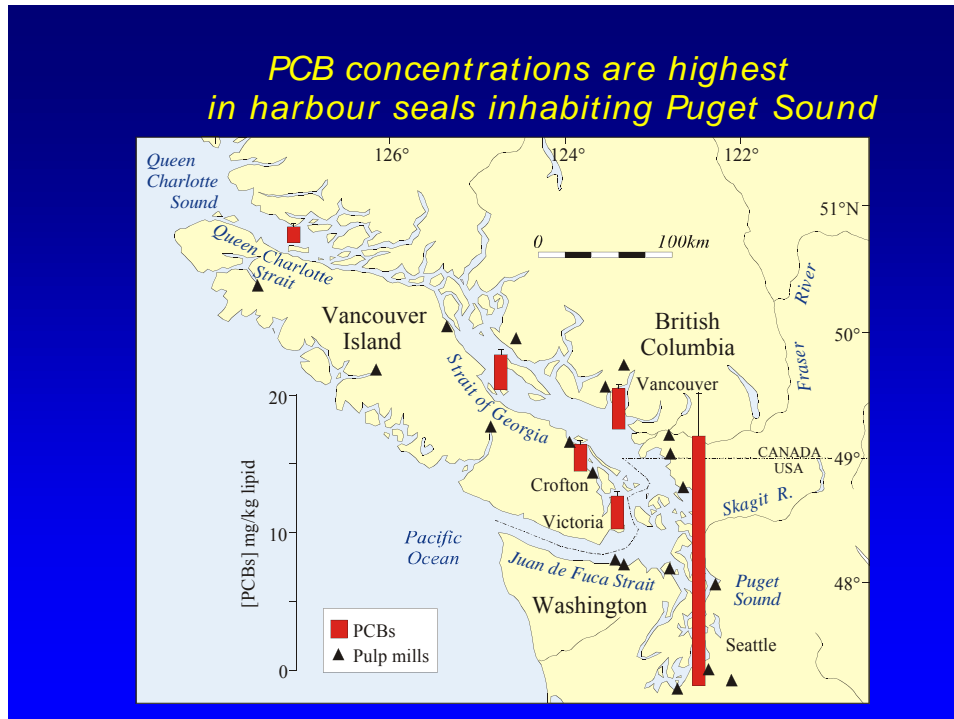 PCB concentrations are highest
in harbour seals inhabiting Puget Sound
126°
124°
122°
Queen
Charlotte
Sound
51°N
Queen Charlotte
Strait
0
100km
Fraser River
Vancouver
Island
British
Columbia
50°
Vancouver
Strait of Georgia
20
CANADA
USA
49°
Crofton
Skagit R.
Victoria
[PCBs] mg/kg lipid
10
Pacific
Ocean
Juan de Fuca Strait
Puget
Sound
48°
Washington
PCBs
Pulp mills
Seattle
0